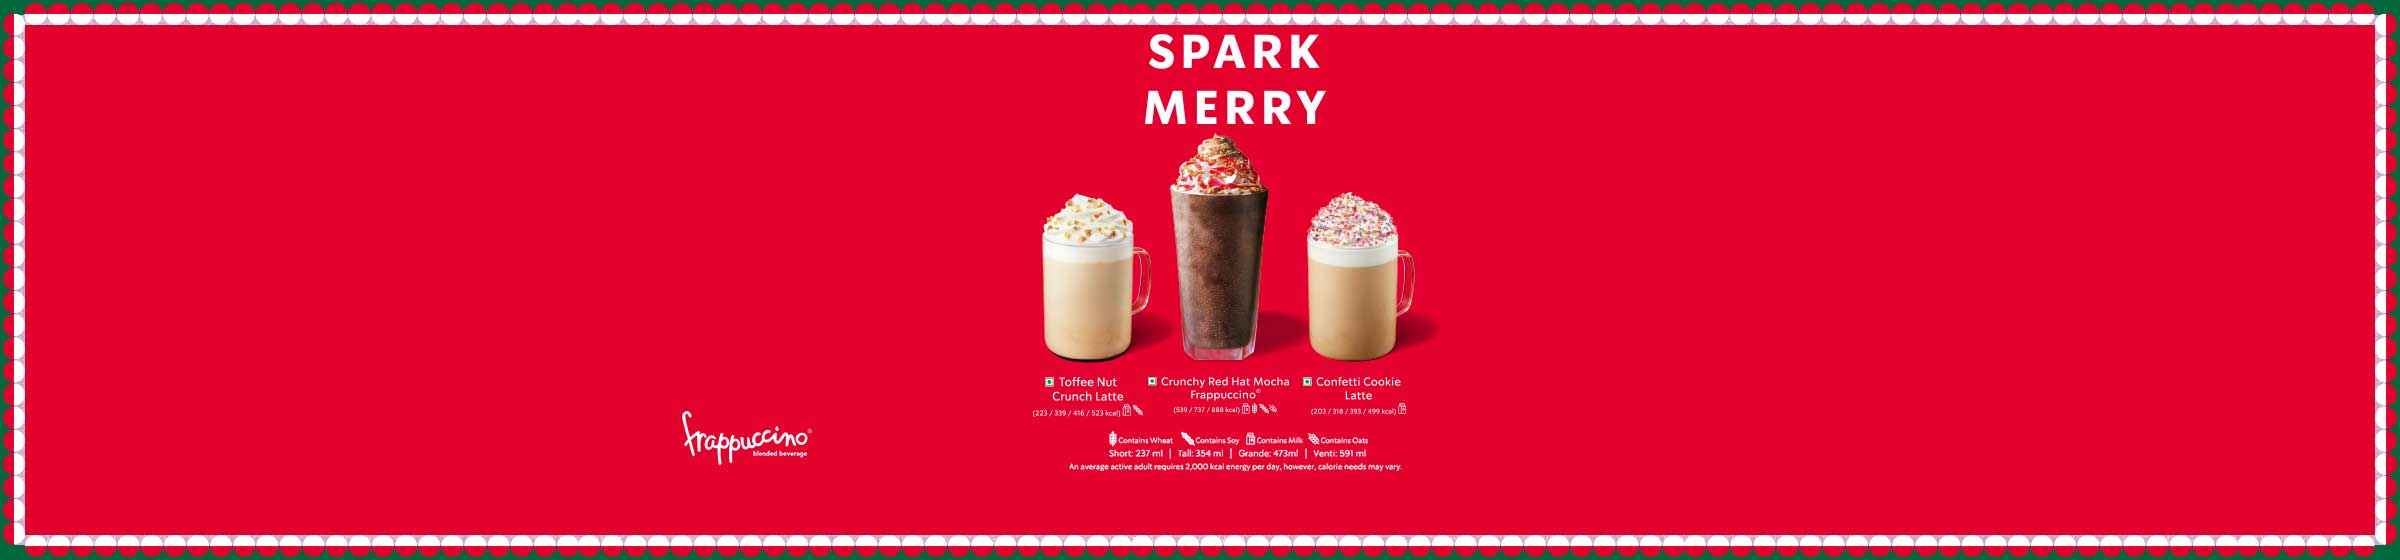 SPARK
MERRY
Toffee Nut
Crunch Latte
(223 / 339 / 416 / 523 kcal)
Crunchy Red Hat Mocha
Frappuccino®
(539 / 737 / 888 kcal)
Confetti Cookie
Latte
(203 / 318 / 393 / 499 kcal)
frappuccino®
blended beverage
Contains Wheat Contains Soy Contains Milk Contains Oats
Short: 237 ml | Tall: 354 ml | Grande: 473ml | Venti: 591 ml
An average active adult requires 2,000 kcal energy per day, however, calorie needs may vary.